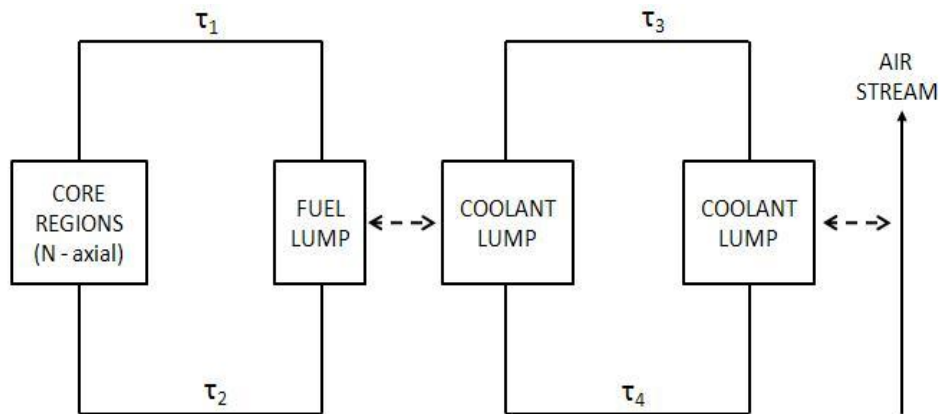 τ1
τ3
AIR
STREAM
CORE
REGIONS
(N - axial)
FUEL
LUMP
COOLANT
LUMP
COOLANT
LUMP
τ2
τ4